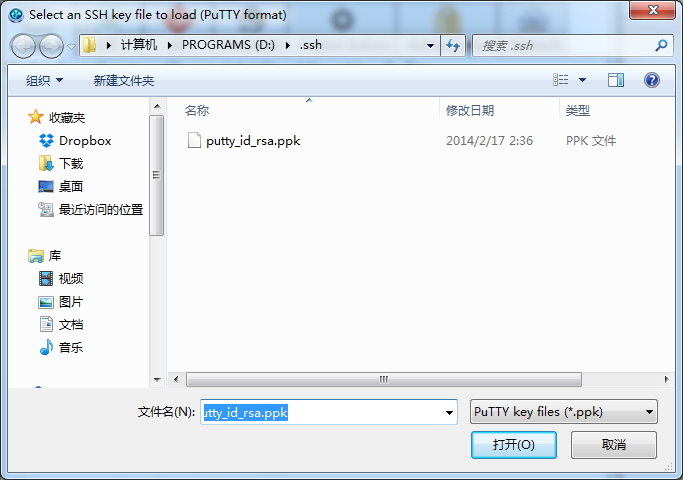 Select an SSH key file to load (PuTTY format)
计算机 PROGRAMS (D:) .ssh
搜索 .ssh
组织 新建文件夹
名称 修改日期 类型
putty_id_rsa.ppk 2014/2/17 2:36 PPK 文件
收藏夹
Dropbox
下载
桌面
最近访问的位置
库
视频
图片
文档
音乐
文件名(N): utty_id_rsa.ppk PuTTY key files (*.ppk)
打开(O) 取消